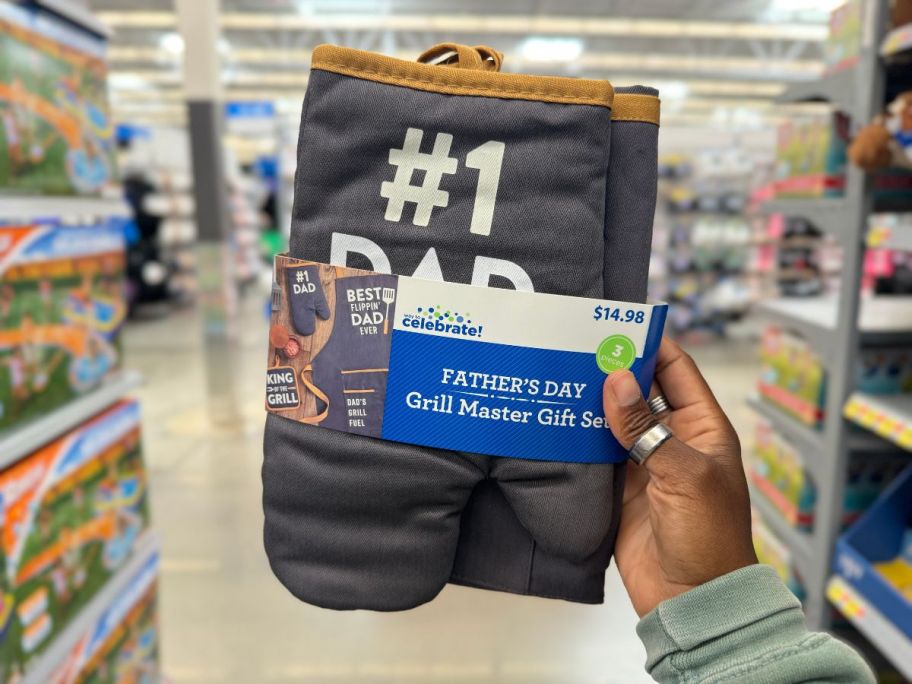 #1
DAD
#1
DAD
BEST
FLIPPIN'
DAD
EVER
KING
OF THE
GRILL
DAD'S
GRILL
FUEL
way to
celebrate!
$14.98
3
pieces
FATHER'S DAY
Grill Master Gift Set